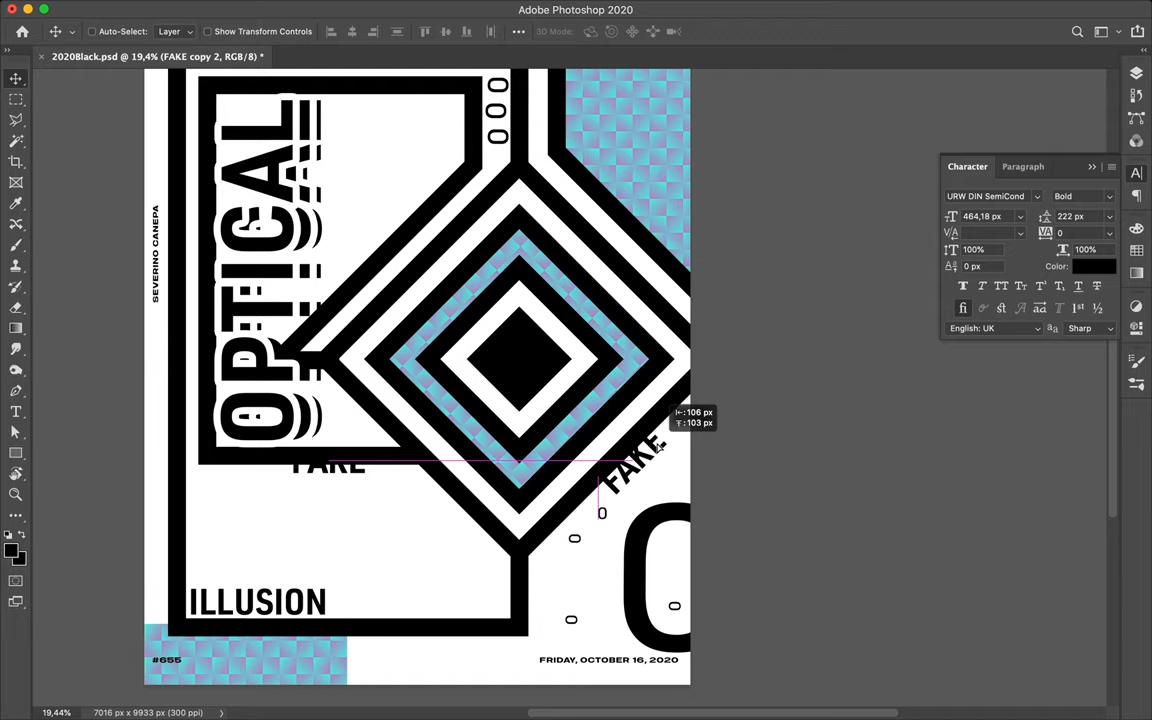 Adobe Photoshop 2020
Auto-Select: Layer Show Transform Controls 3D Mode:
2020Black.psd @ 19,4% (FAKE copy 2, RGB/8) *
OOO
OPTICAL
SEVERINO CANEPA
Character Paragraph
URW DIN SemiCond Bold
464,18 px 222 px
0
100% 100%
0 px Color:
English: UK Sharp
: 106 px
: 103 px
FAKE
FAKE
O
O
O
O
O
ILLUSION
#655
FRIDAY, OCTOBER 16, 2020
19,44% 7016 px x 9933 px (300 ppi)